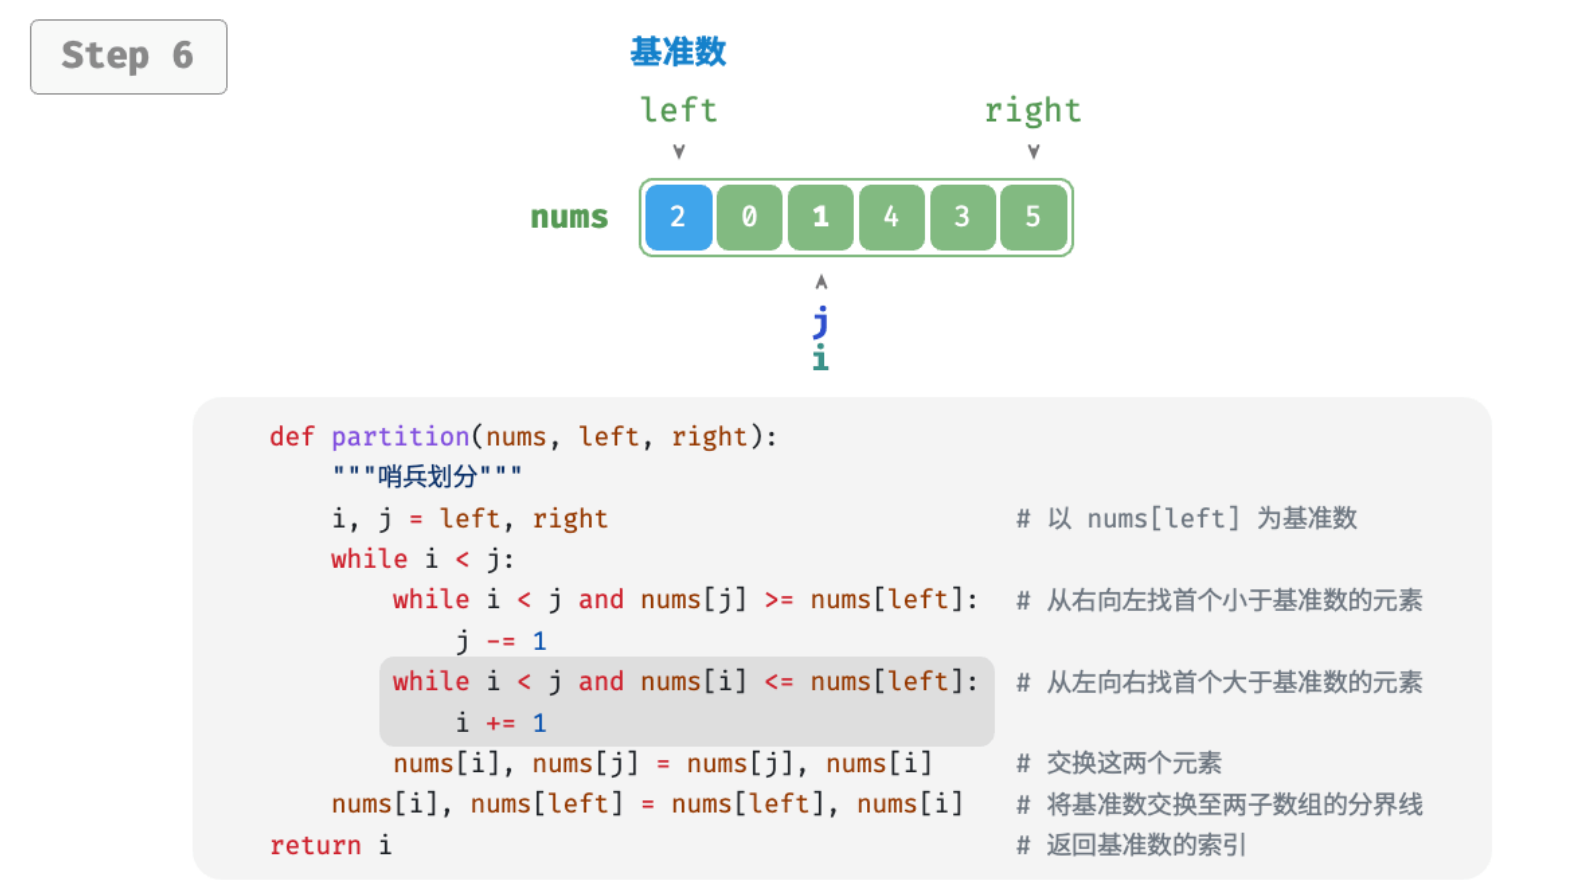 Step 6
基准数
left right
nums 2 0 1 4 3 5
j
i
def partition(nums, left, right):
"""哨兵划分"""
i, j = left, right # 以 nums[left] 为基准数
while i < j:
while i < j and nums[j] >= nums[left]: # 从右向左找首个小于基准数的元素
j -= 1
while i < j and nums[i] <= nums[left]: # 从左向右找首个大于基准数的元素
i += 1
nums[i], nums[j] = nums[j], nums[i] # 交换这两个元素
nums[i], nums[left] = nums[left], nums[i] # 将基准数交换至两子数组的分界线
return i # 返回基准数的索引